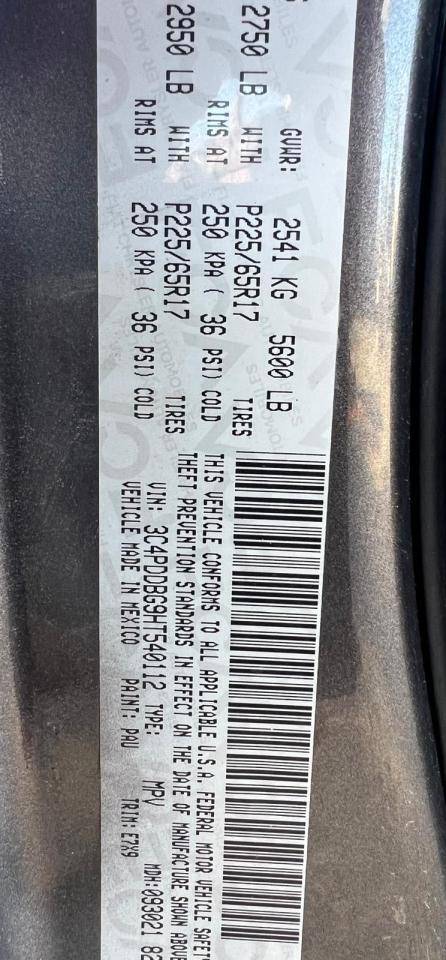 GVWR: 2541 KG 5600 LB
2750 LB WITH P225/65R17 TIRES
RIMS AT 250 KPA ( 36 PSI) COLD
2950 LB WITH P225/65R17 TIRES
RIMS AT 250 KPA ( 36 PSI) COLD
THIS VEHICLE CONFORMS TO ALL APPLICABLE U.S.A. FEDERAL MOTOR VEHICLE SAFET
THEFT PREVENTION STANDARDS IN EFFECT ON THE DATE OF MANUFACTURE SHOWN ABOVE
VIN: 3C4PDDBG9HT540112 TYPE: MPV MDH:093021 82
VEHICLE MADE IN MEXICO PAINT: PAU TRIM: E7X9